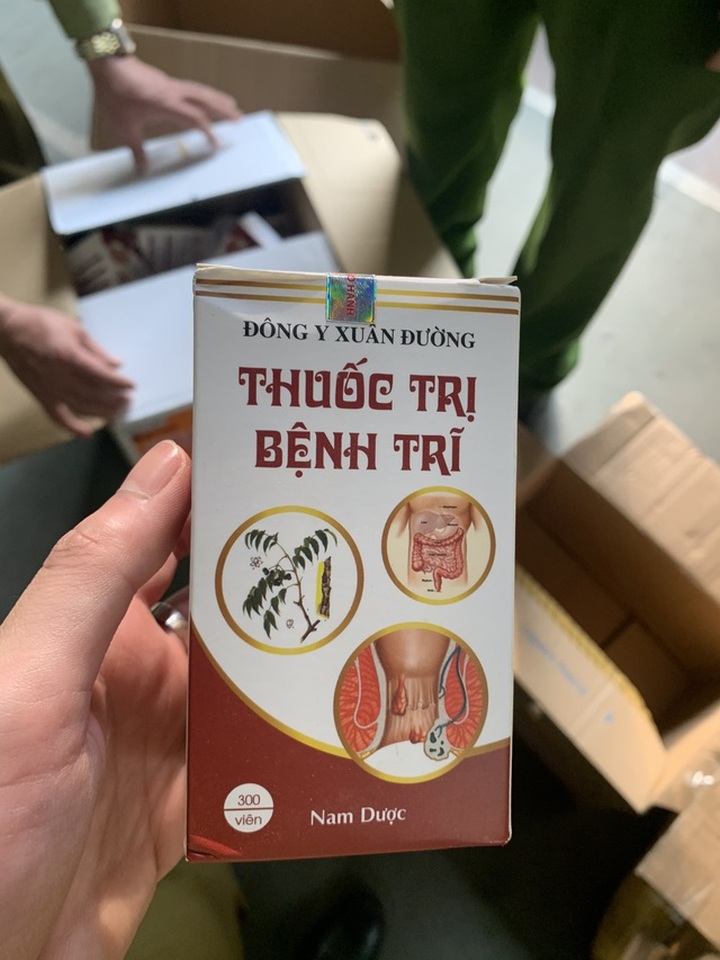 ĐÔNG Y XUÂN ĐƯỜNG
THUỐC TRỊ
BỆNH TRĨ
300
viên
Nam Dược